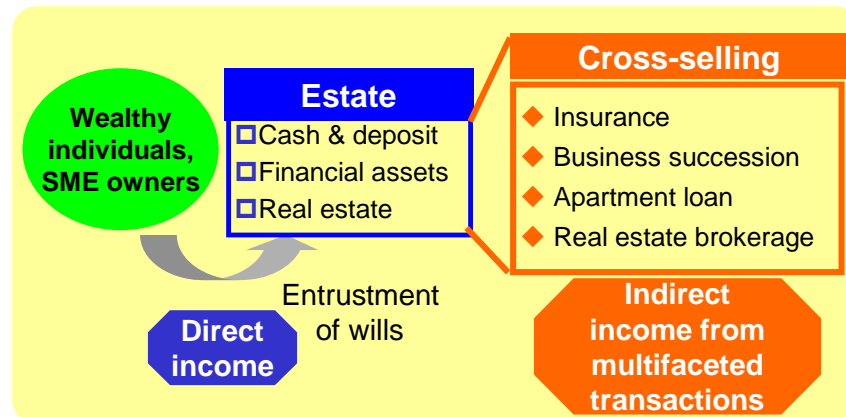 Wealthy
individuals,
SME owners
Estate
Cash & deposit
Financial assets
Real estate
Entrustment
of wills
Direct
income
Cross-selling
Insurance
Business succession
Apartment loan
Real estate brokerage
Indirect
income from
multifaceted
transactions